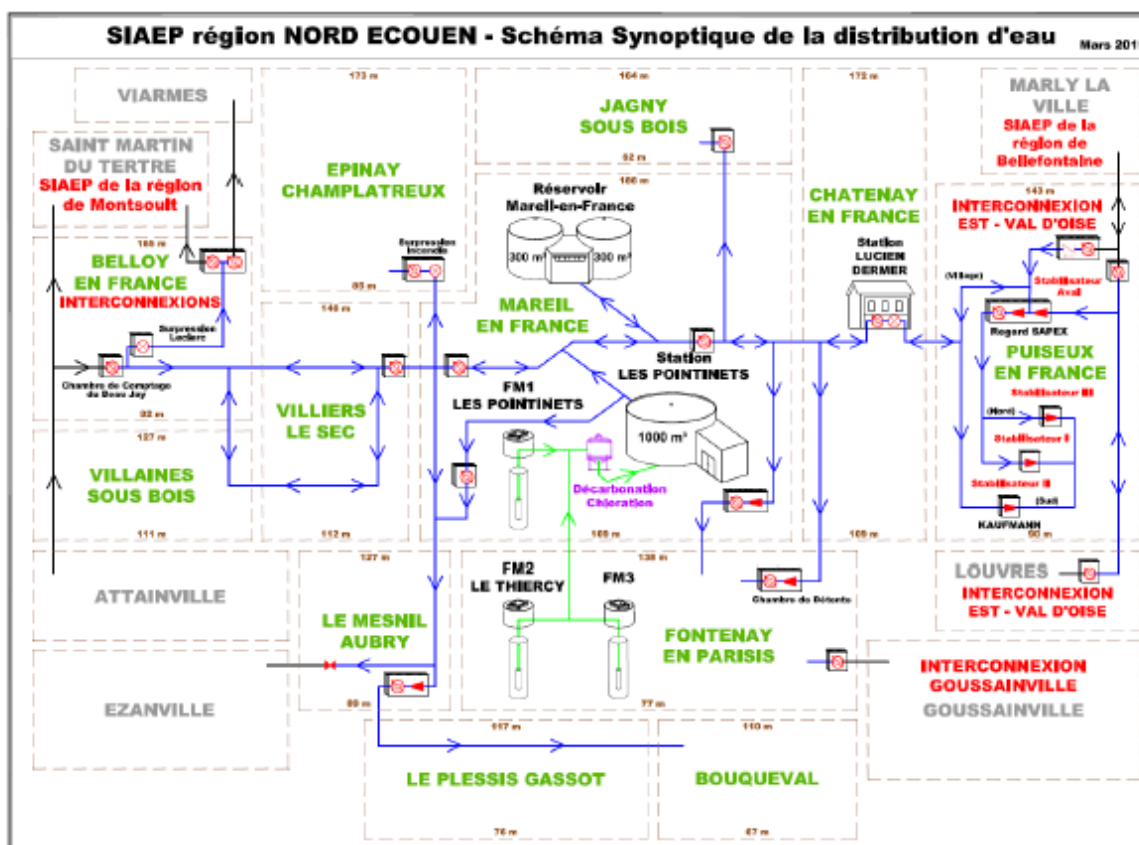 SIAEP région NORD ECOUEN - Schéma Synoptique de la distribution d'eau
VIARMES
SAINT MARTIN
DU TERTRE
SIAEP de la région
de Montsoult
173 m
EPINAY
CHAMPLATREUX
Surpression
Incendie
164 m
JAGNY
SOUS BOIS
92 m
172 m
CHATENAY
EN FRANCE
Station
LUCIEN
DERMER
109 m
MARLY LA
VILLE
SIAEP de la
région de
Bellefontaine
143 m
INTERCONNEXION
EST - VAL D'OISE
(Village)
Stabilisateur
Aval
Regard SAPEX
PUISEUX
EN FRANCE
Stabilisateur III
(Nord)
Stabilisateur I
Stabilisateur II
(Sud)
KAUFMANN
BELLOY
EN FRANCE
INTERCONNEXIONS
Surpression
Leclerc
Chambre de Comptage
du Beau Jay
92 m
Réservoir
Mareil-en-France
300 m³
300 m³
MAREIL
EN FRANCE
Station
LES POINTINETS
FM1
LES POINTINETS
1000 m³
Décarbonation
Chloration
VILLIERS
LE SEC
112 m
127 m
VILLAINES
SOUS BOIS
111 m
ATTAINVILLE
127 m
LE MESNIL
AUBRY
EZANVILLE
138 m
FM2
LE THIERCY
FM3
Chambre de Détente
FONTENAY
EN PARISIS
77 m
LOUVRES
INTERCONNEXION
EST - VAL D'OISE
INTERCONNEXION
GOUSSAINVILLE
GOUSSAINVILLE
117 m
LE PLESSIS GASSOT
76 m
110 m
BOUQUEVAL
67 m